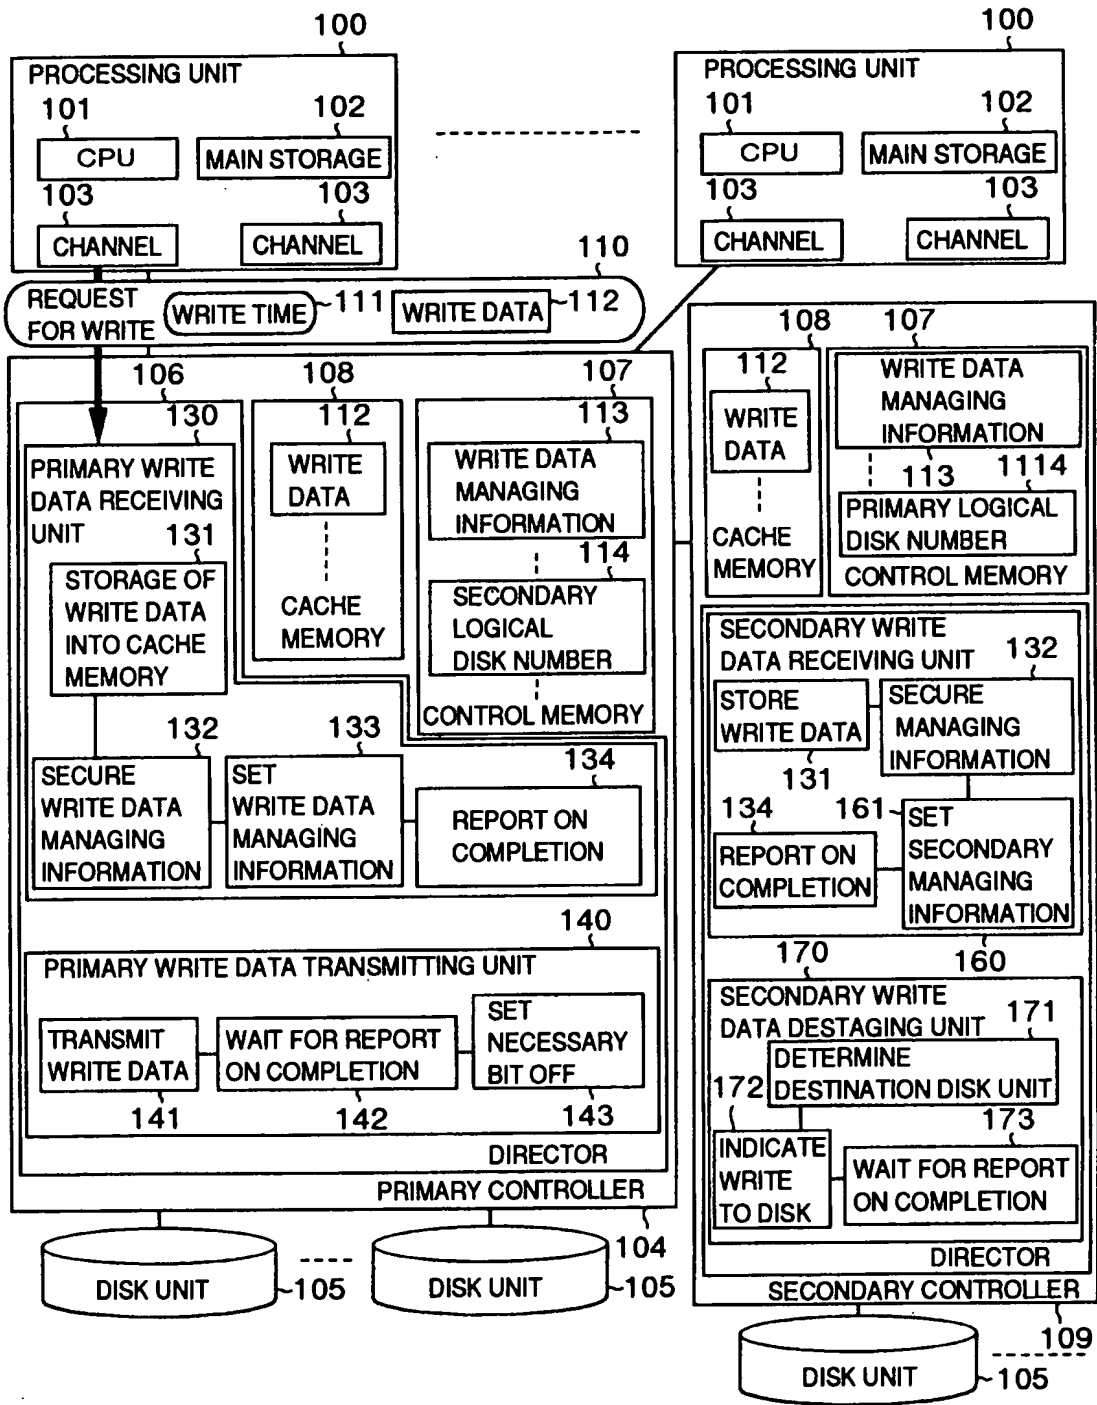 100
PROCESSING UNIT
101
CPU
102
MAIN STORAGE
103
CHANNEL
103
CHANNEL
100
PROCESSING UNIT
101
CPU
102
MAIN STORAGE
103
CHANNEL
103
CHANNEL
110
REQUEST
FOR WRITE
WRITE TIME
111
WRITE DATA
112
106
130
PRIMARY WRITE
DATA RECEIVING
UNIT
131
STORAGE OF
WRITE DATA
INTO CACHE
MEMORY
108
112
WRITE
DATA
CACHE
MEMORY
107
113
WRITE DATA
MANAGING
INFORMATION
114
SECONDARY
LOGICAL
DISK NUMBER
CONTROL MEMORY
132
SECURE
WRITE DATA
MANAGING
INFORMATION
133
SET
WRITE DATA
MANAGING
INFORMATION
134
REPORT ON
COMPLETION
140
PRIMARY WRITE DATA TRANSMITTING UNIT
TRANSMIT
WRITE DATA
141
WAIT FOR REPORT
ON COMPLETION
142
SET
NECESSARY
BIT OFF
143
DIRECTOR
PRIMARY CONTROLLER
104
DISK UNIT
105
DISK UNIT
105
108
112
WRITE
DATA
CACHE
MEMORY
107
WRITE DATA
MANAGING
INFORMATION
113
1114
PRIMARY LOGICAL
DISK NUMBER
CONTROL MEMORY
SECONDARY WRITE
DATA RECEIVING UNIT
132
STORE
WRITE DATA
131
SECURE
MANAGING
INFORMATION
134
REPORT ON
COMPLETION
161
SET
SECONDARY
MANAGING
INFORMATION
160
170
SECONDARY WRITE
DATA DESTAGING UNIT
171
DETERMINE
DESTINATION DISK UNIT
172
INDICATE
WRITE
TO DISK
173
WAIT FOR REPORT
ON COMPLETION
DIRECTOR
SECONDARY CONTROLLER
109
DISK UNIT
105